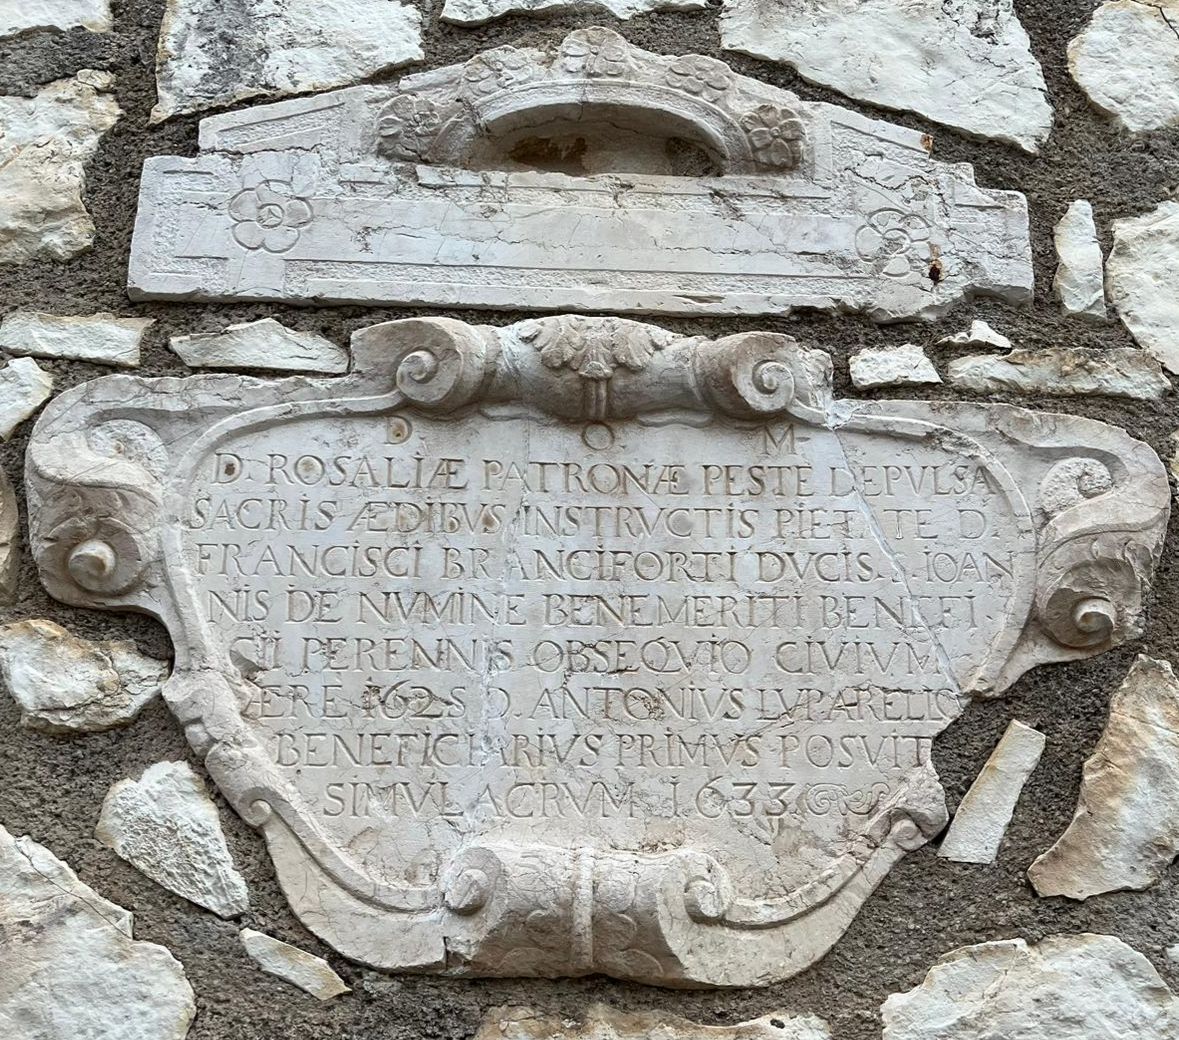 D O M
D. ROSALIÆ PATRONÆ PESTE DEPVLSA
SACRIS ÆDIBVS INSTRVCTIS PIETATE D.
FRANCISCI BRANCIFORTI DVCIS S. IOAN
NIS DE NVMINE BENEMERITI BENEFI
CII PERENNIS OBSEQVIO CIVIVM
ÆRE 1625 D. ANTONIVS LVPARELLO
BENEFICIARIVS PRIMVS POSVIT
SIMVLACRVM 1633